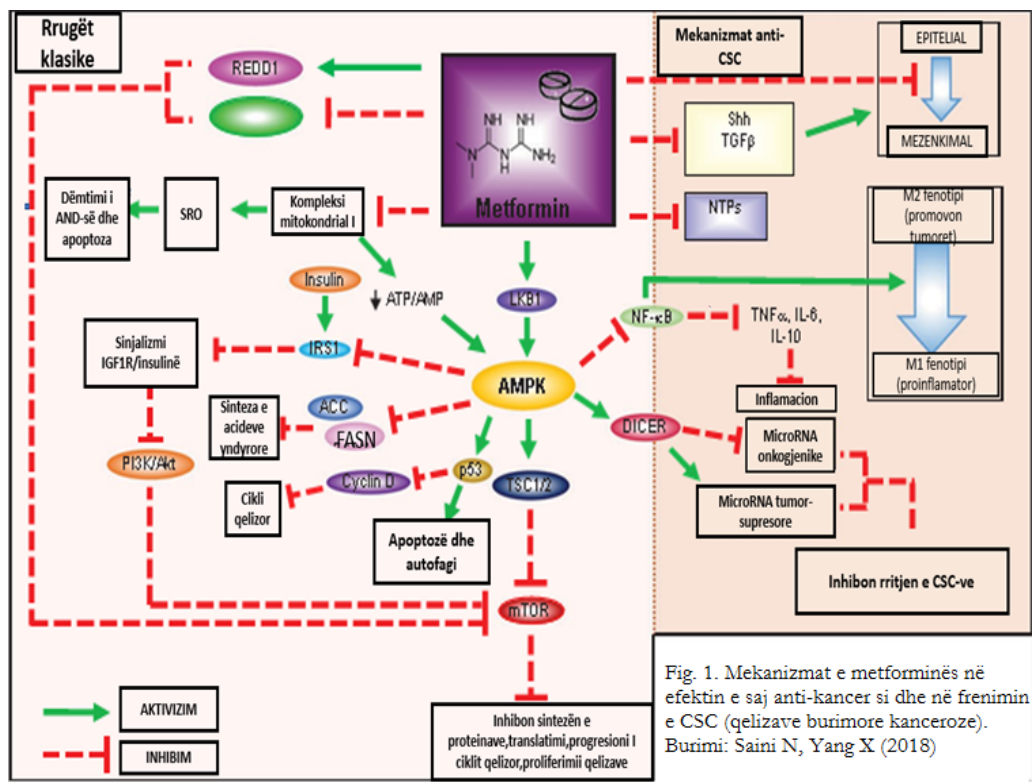 Rrugët
klasike
REDD1
Mekanizmat anti-
CSC
EPITELIAL
MEZENKIMAL
Shh
TGFβ
NH NH
N N NH₂
H
Metformin
NTPs
Dëmtimi i
AND-së dhe
apoptoza
SRO
Kompleksi
mitokondrial I
M2 fenotipi
(promovon
tumoret)
M1 fenotipi
(proinflamator)
Insulin
ATP/AMP
LKB1
NF-κB
TNFα, IL-6,
IL-10
Inflamacion
Sinjalizmi
IGF1R/insulinë
IRS1
AMPK
Sinteza e
acideve
yndyrore
ACC
FASN
DICER
MicroRNA
onkogjenike
PI3K/Akt
Cyclin D
p53
TSC1/2
MicroRNA tumor-
supresore
Cikli
qelizor
Apoptozë dhe
autofagi
Inhibon rritjen e CSC-ve
mTOR
AKTIVIZIM
INHIBIM
Inhibon sintezën e
proteinave,translatimi,progresioni I
ciklit qelizor,proliferimii qelizave
Fig. 1. Mekanizmat e metforminës në
efektin e saj anti-kancer si dhe në frenimin
e CSC (qelizave burimore kanceroze).
Burimi: Saini N, Yang X (2018)